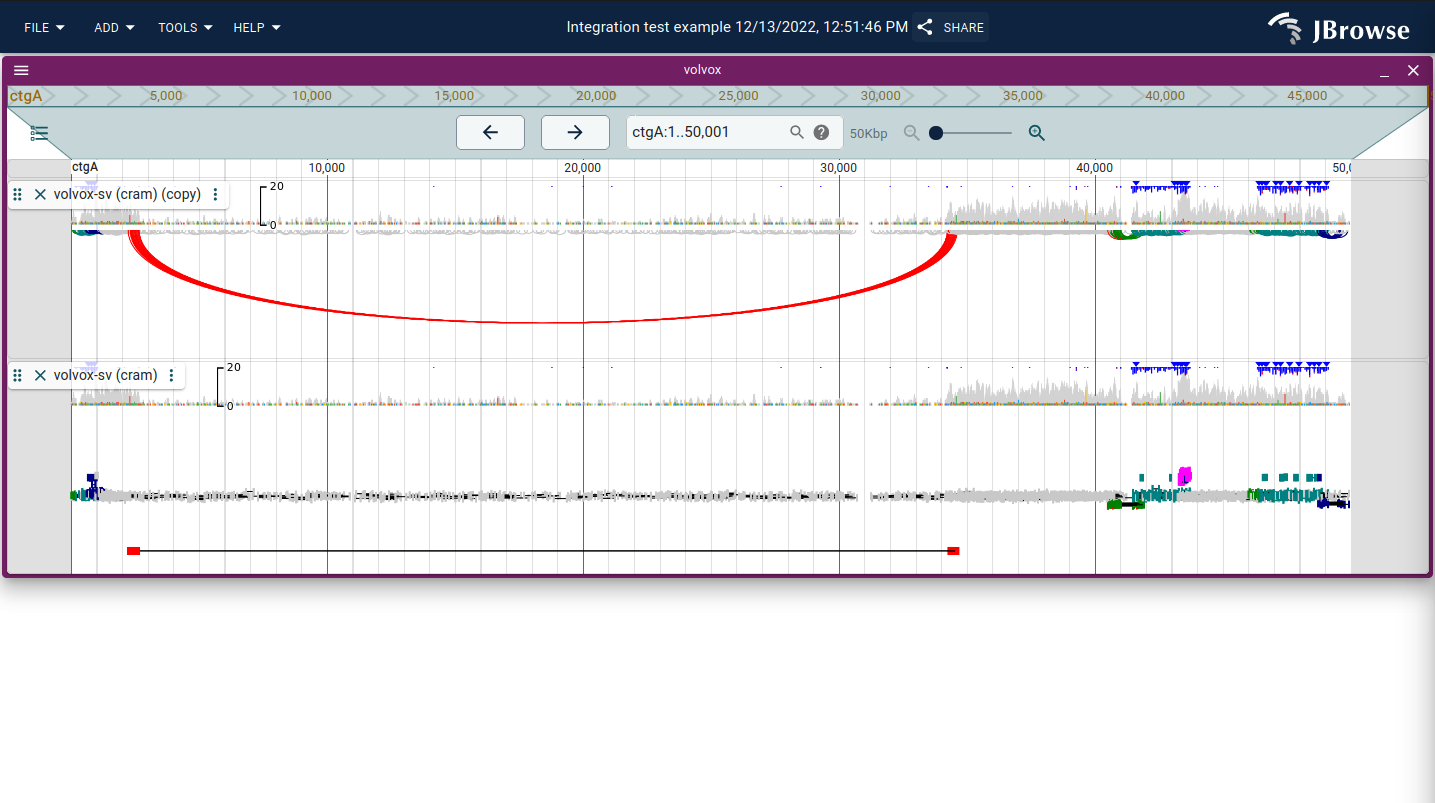 FILE ADD TOOLS HELP Integration test example 12/13/2022, 12:51:46 PM SHARE JBrowse
volvox
ctgA 5,000 10,000 15,000 20,000 25,000 30,000 35,000 40,000 45,000
ctgA:1..50,001 ? 50Kbp
ctgA 10,000 20,000 30,000 40,000 50,0
volvox-sv (cram) (copy) 20
0
volvox-sv (cram) 20
0